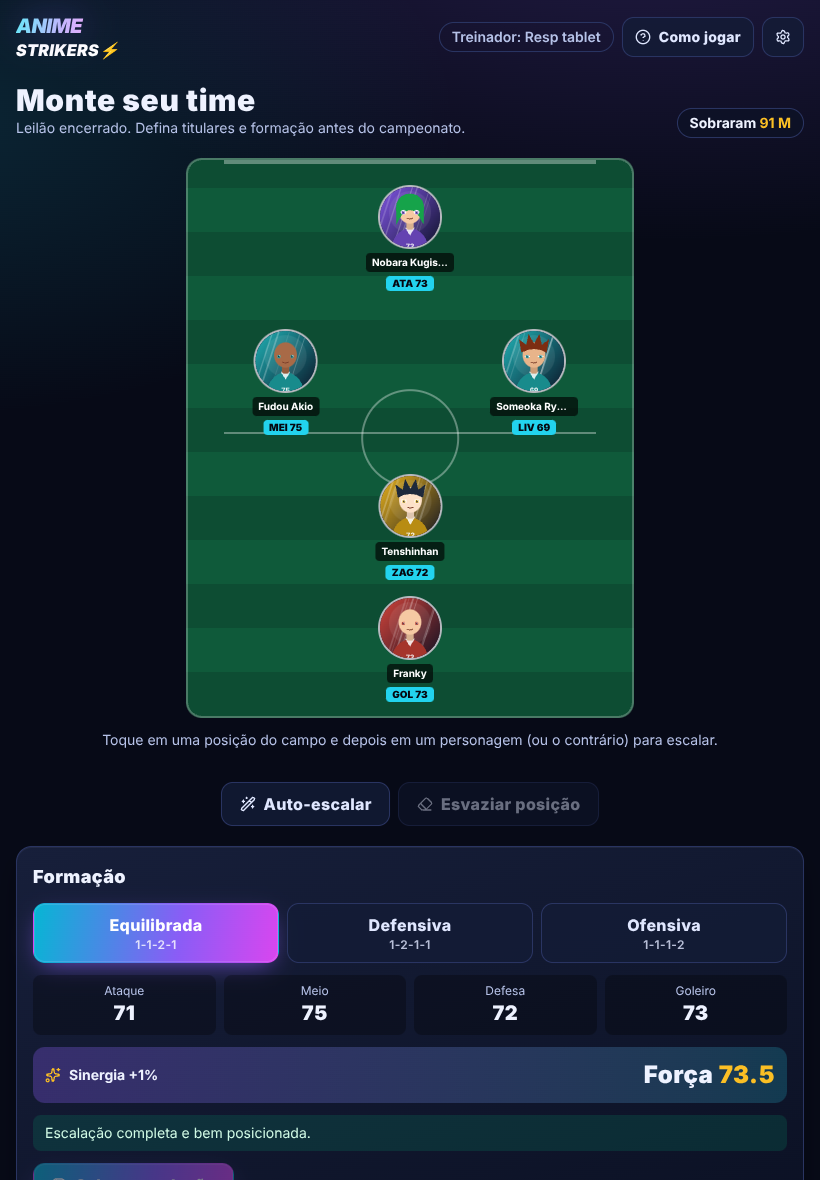 ANIME
STRIKERS⚡
Treinador: Resp tablet
Como jogar
Monte seu time
Leilão encerrado. Defina titulares e formação antes do campeonato.
Sobraram 91 M
Nobara Kugis...
ATA 73
Fudou Akio
MEI 75
Someoka Ry...
LIV 69
Tenshinhan
ZAG 72
Franky
GOL 73
Toque em uma posição do campo e depois em um personagem (ou o contrário) para escalar.
Auto-escalar
Esvaziar posição
Formação
Equilibrada
1-1-2-1
Defensiva
1-2-1-1
Ofensiva
1-1-1-2
Ataque
71
Meio
75
Defesa
72
Goleiro
73
Sinergia +1%
Força 73.5
Escalação completa e bem posicionada.